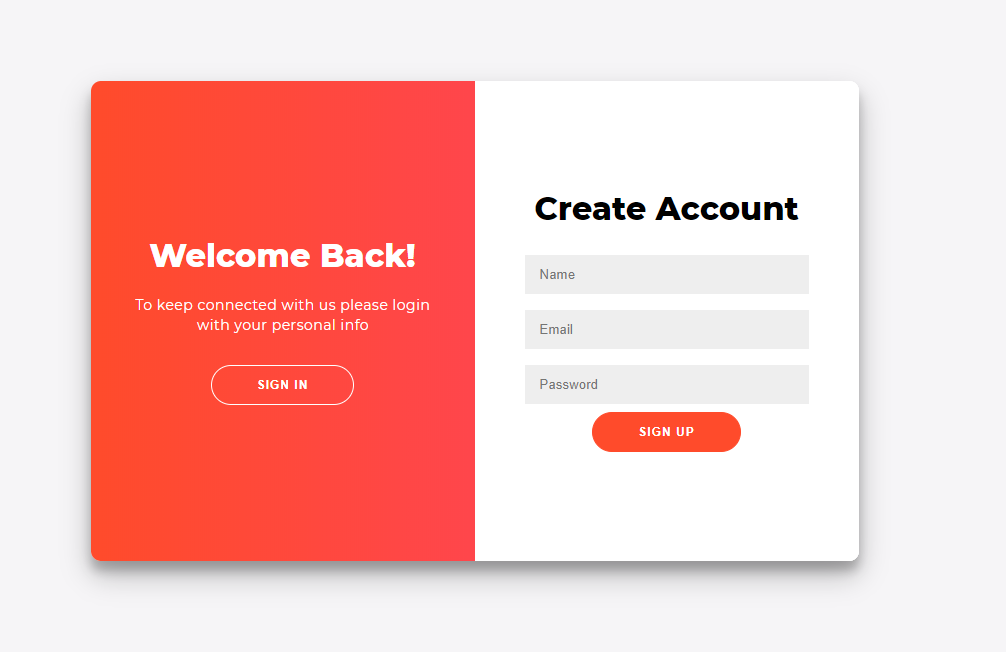 Welcome Back!
To keep connected with us please login
with your personal info
SIGN IN
Create Account
Name
Email
Password
SIGN UP